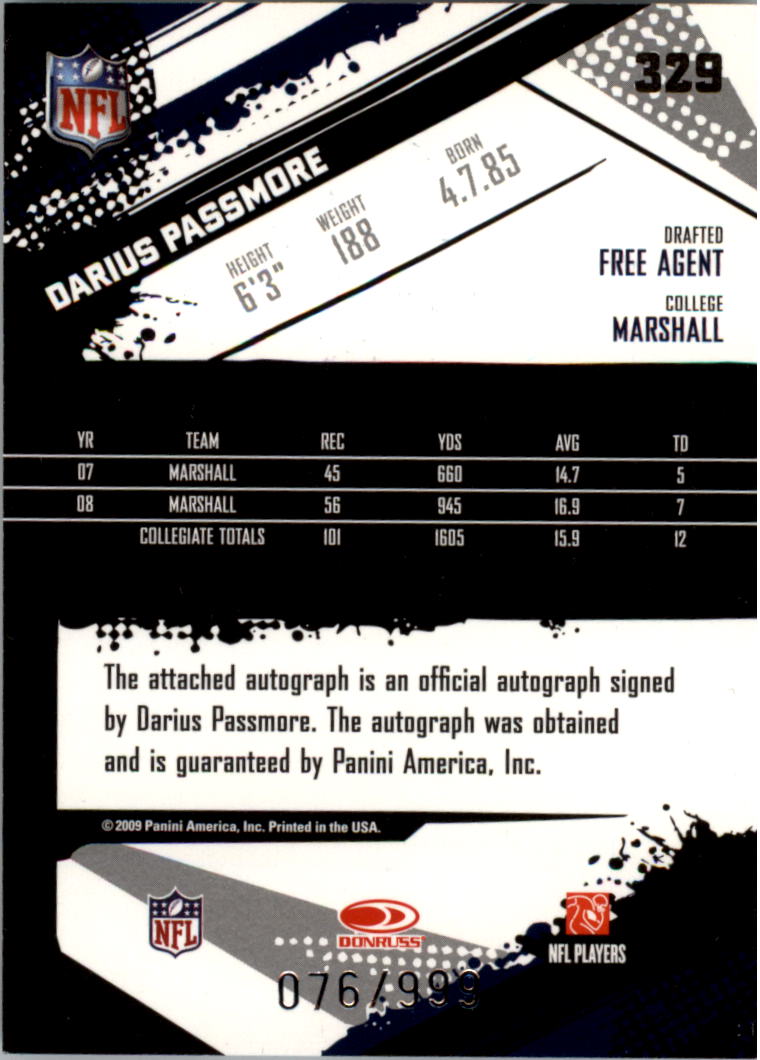 NFL
329
DARIUS PASSMORE
HEIGHT
6'3"
WEIGHT
188
BORN
4.7.85
DRAFTED
FREE AGENT
COLLEGE
MARSHALL
YR TEAM REC YDS AVG TD
07 MARSHALL 45 660 14.7 5
08 MARSHALL 56 945 16.9 7
COLLEGIATE TOTALS 101 1605 15.9 12
The attached autograph is an official autograph signed
by Darius Passmore. The autograph was obtained
and is guaranteed by Panini America, Inc.
© 2009 Panini America, Inc. Printed in the USA.
NFL
DONRUSS
NFL PLAYERS
076/999